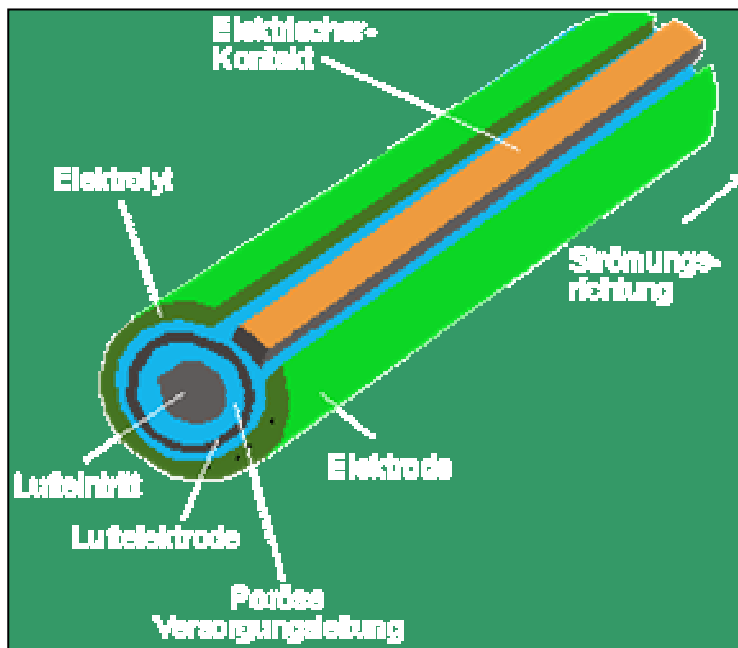 Elektrischer-
Kontakt
Elektrolyt
Strömungs-
richtung
Elektrode
Lufteintritt
Luftelektrode
Poröse
Versorgungsleitung